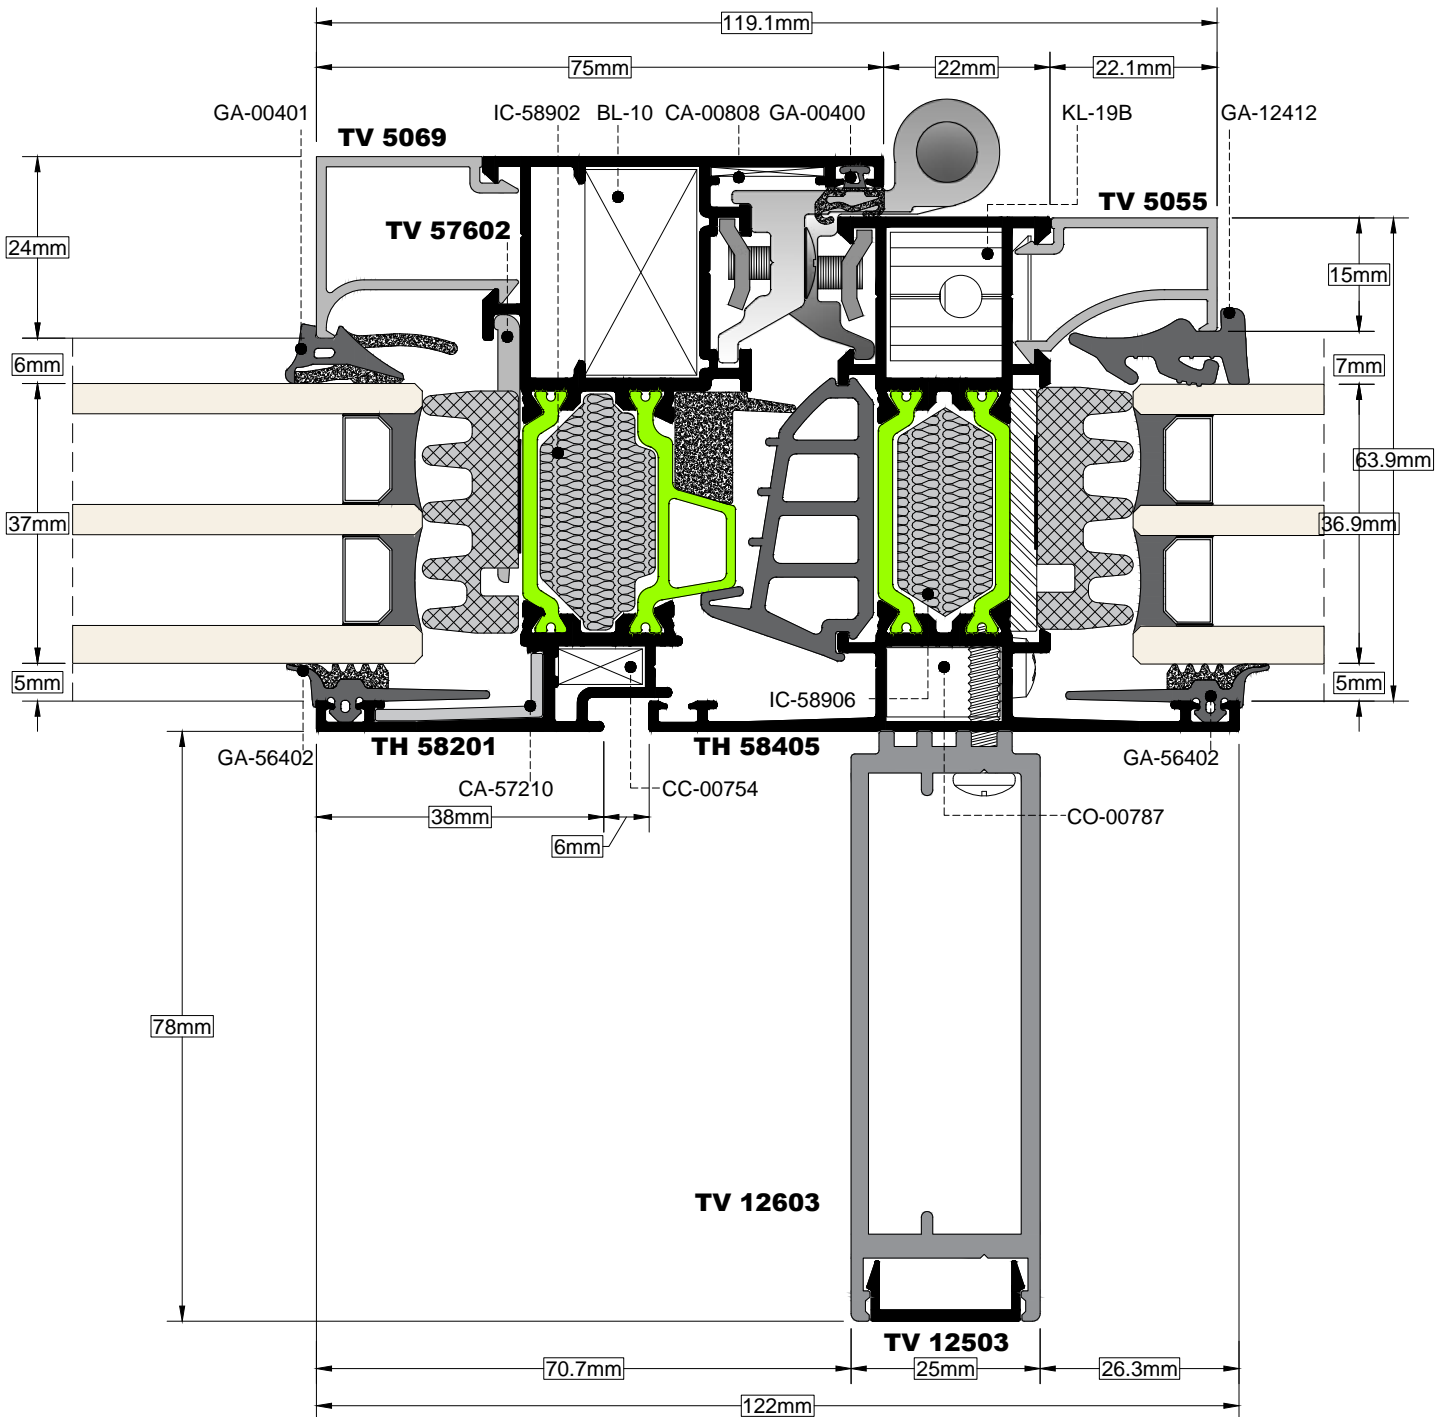 119.1mm
75mm
22mm
22.1mm
GA-00401
IC-58902
BL-10
CA-00808
GA-00400
KL-19B
GA-12412
TV 5069
TV 5055
TV 57602
24mm
15mm
6mm
7mm
63.9mm
37mm
36.9mm
5mm
5mm
IC-58906
TH 58201
TH 58405
GA-56402
GA-56402
CA-57210
CC-00754
38mm
CO-00787
6mm
78mm
TV 12603
TV 12503
70.7mm
25mm
26.3mm
122mm